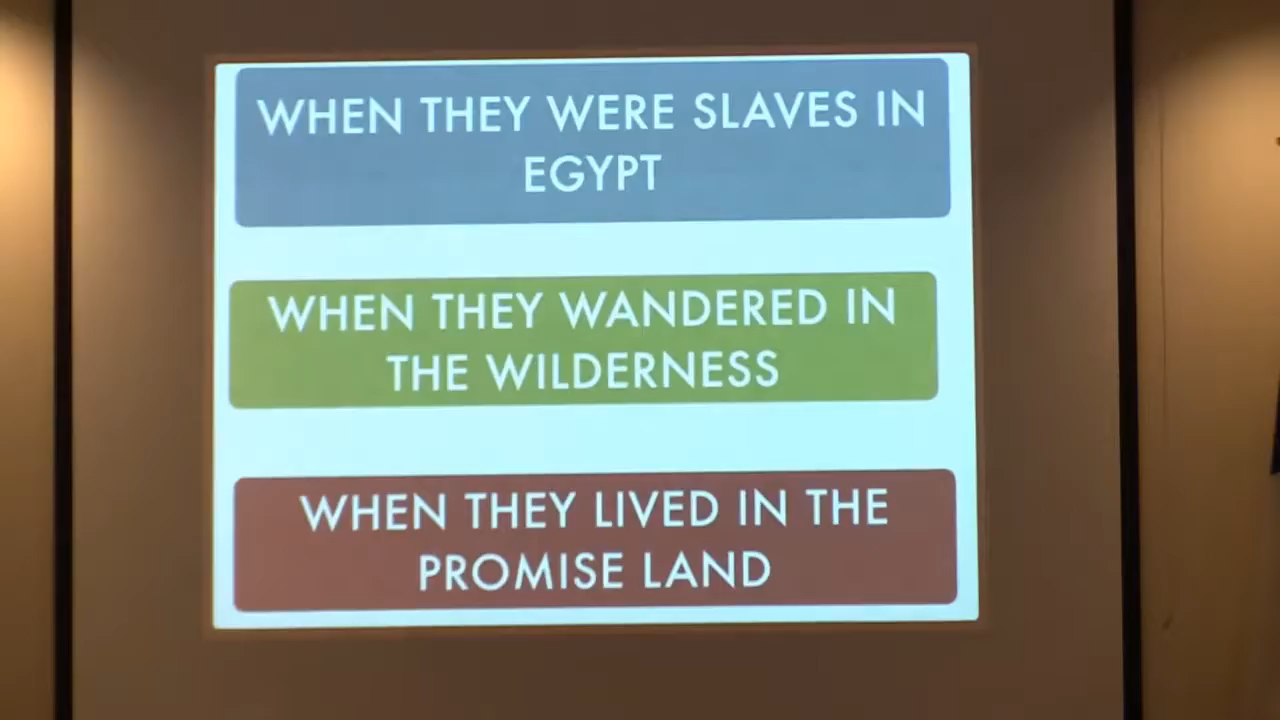 WHEN THEY WERE SLAVES IN
EGYPT
WHEN THEY WANDERED IN
THE WILDERNESS
WHEN THEY LIVED IN THE
PROMISE LAND